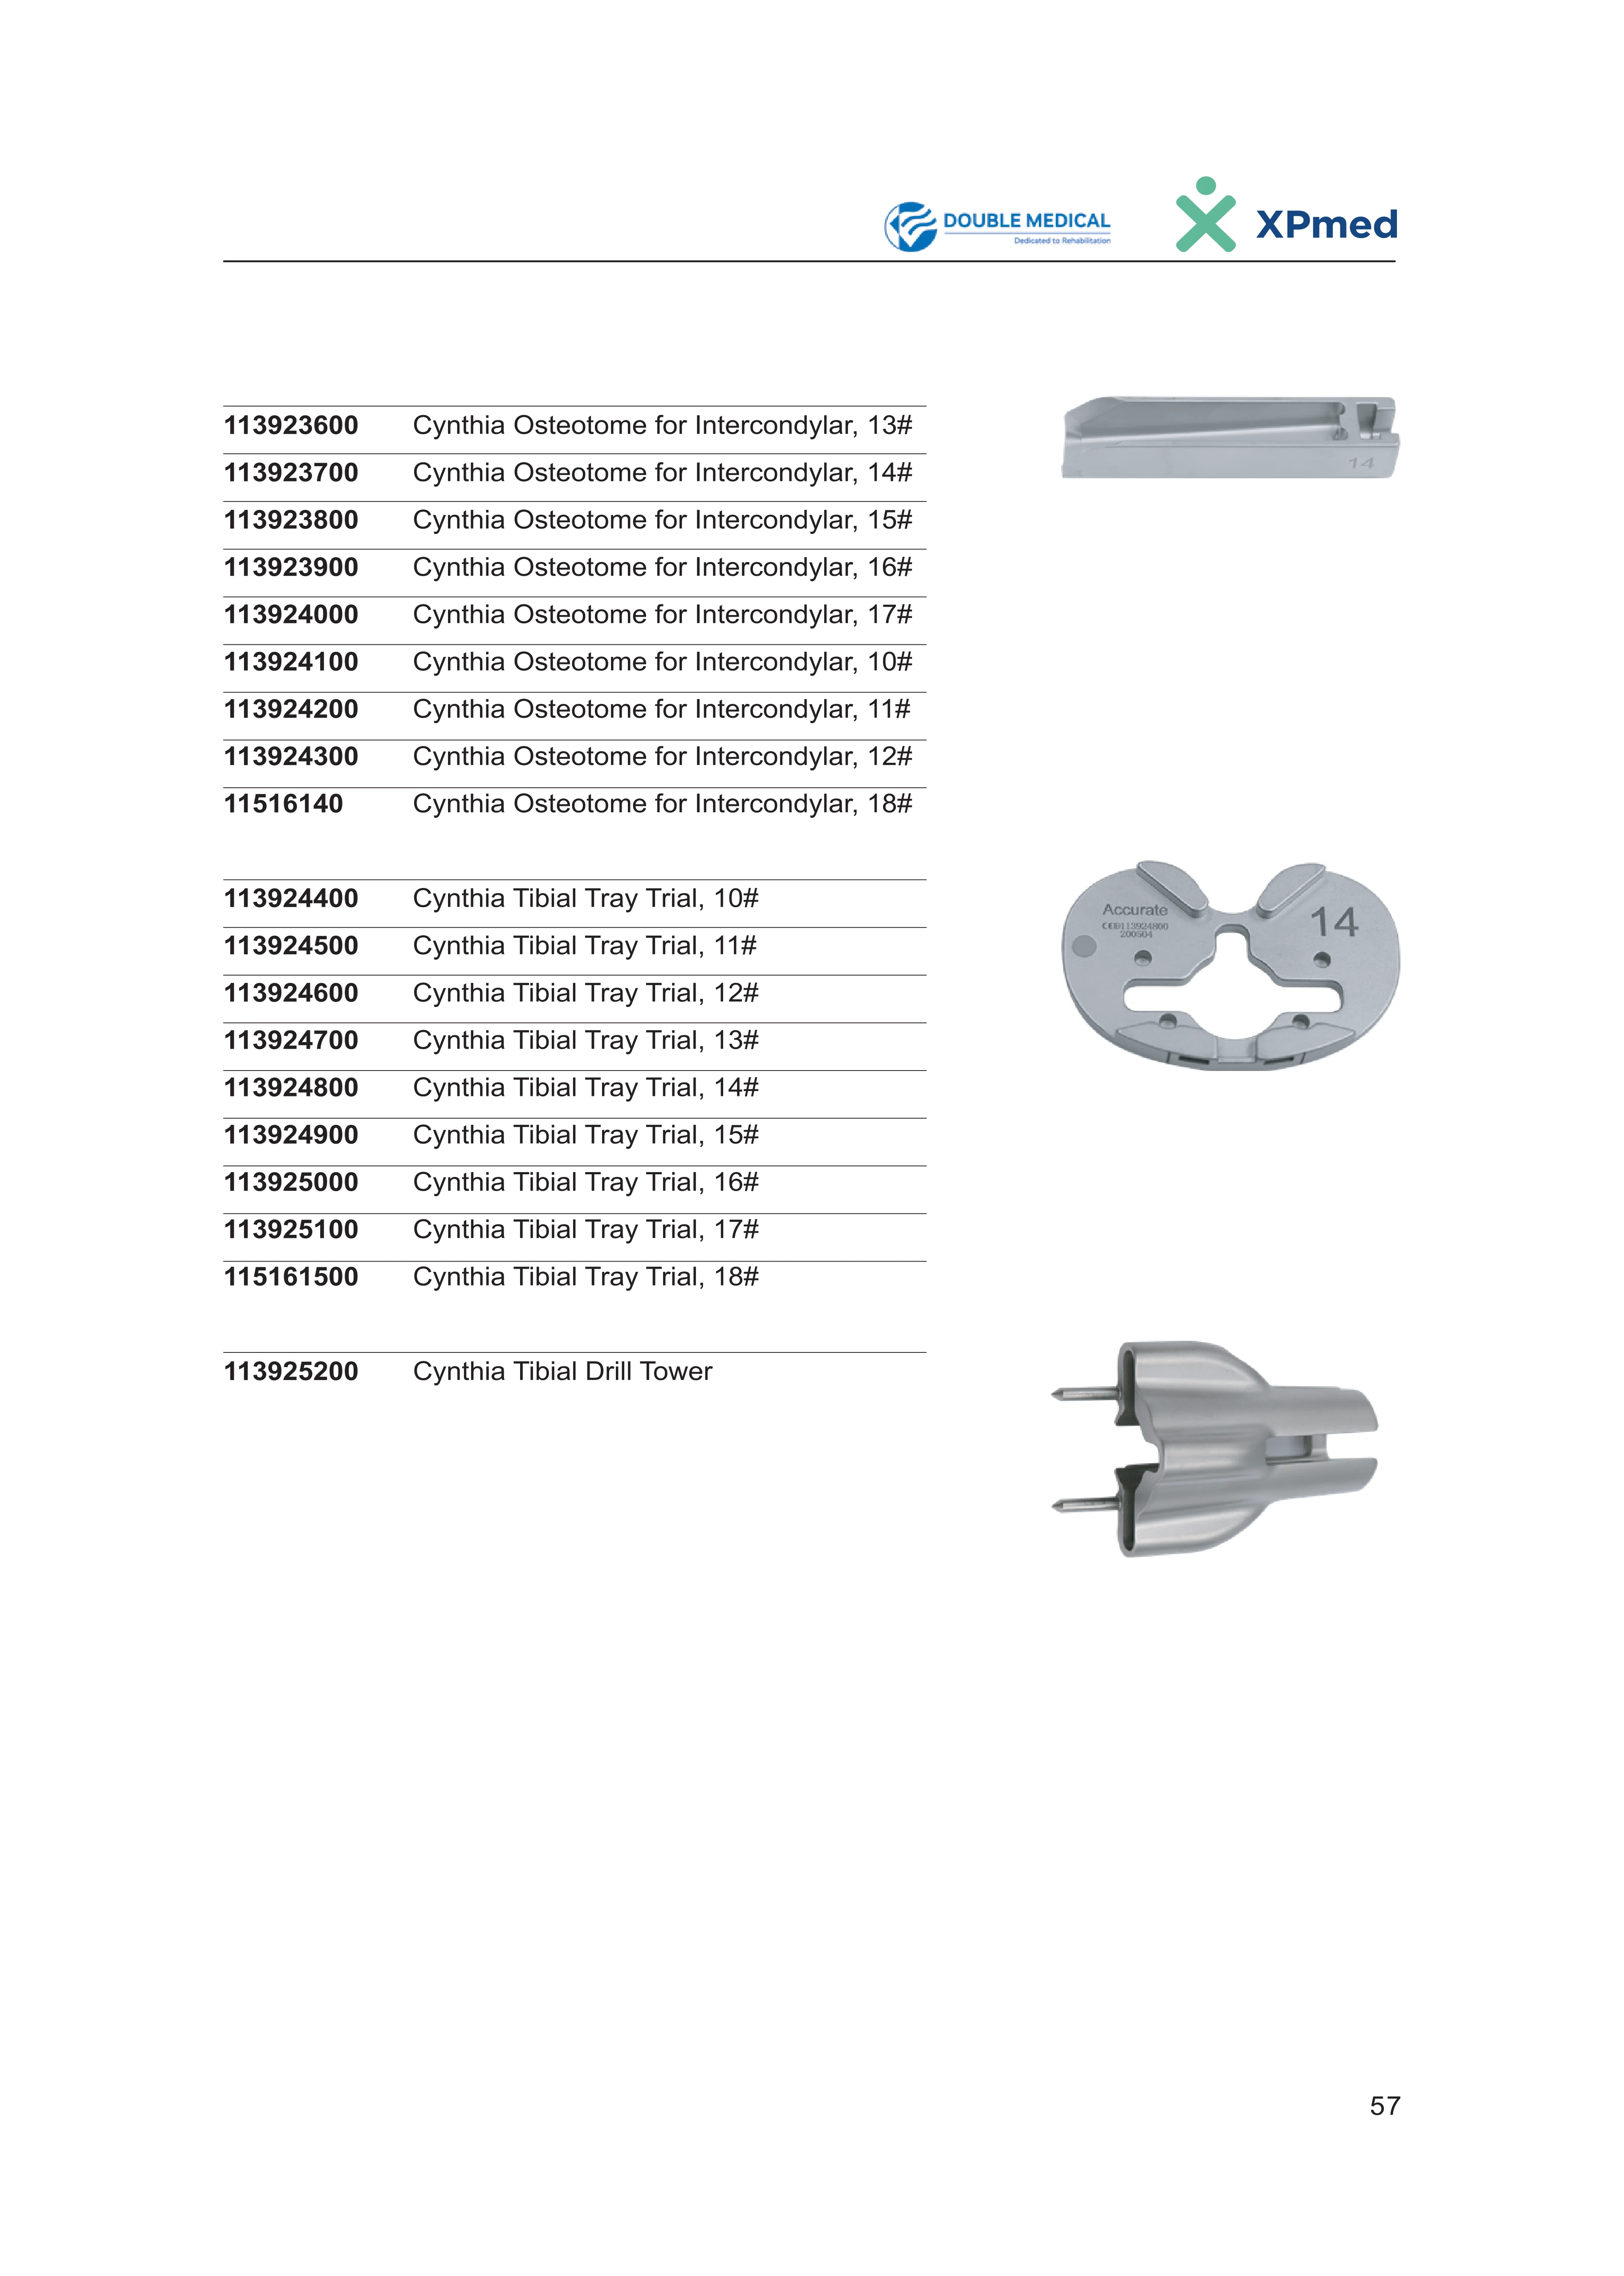 DOUBLE MEDICAL
Dedicated to Rehabilitation
XPmed
113923600 Cynthia Osteotome for Intercondylar, 13#
113923700 Cynthia Osteotome for Intercondylar, 14#
113923800 Cynthia Osteotome for Intercondylar, 15#
113923900 Cynthia Osteotome for Intercondylar, 16#
113924000 Cynthia Osteotome for Intercondylar, 17#
113924100 Cynthia Osteotome for Intercondylar, 10#
113924200 Cynthia Osteotome for Intercondylar, 11#
113924300 Cynthia Osteotome for Intercondylar, 12#
11516140 Cynthia Osteotome for Intercondylar, 18#
14
113924400 Cynthia Tibial Tray Trial, 10#
113924500 Cynthia Tibial Tray Trial, 11#
113924600 Cynthia Tibial Tray Trial, 12#
113924700 Cynthia Tibial Tray Trial, 13#
113924800 Cynthia Tibial Tray Trial, 14#
113924900 Cynthia Tibial Tray Trial, 15#
113925000 Cynthia Tibial Tray Trial, 16#
113925100 Cynthia Tibial Tray Trial, 17#
115161500 Cynthia Tibial Tray Trial, 18#
Accurate
113924800
200504
14
113925200 Cynthia Tibial Drill Tower
57